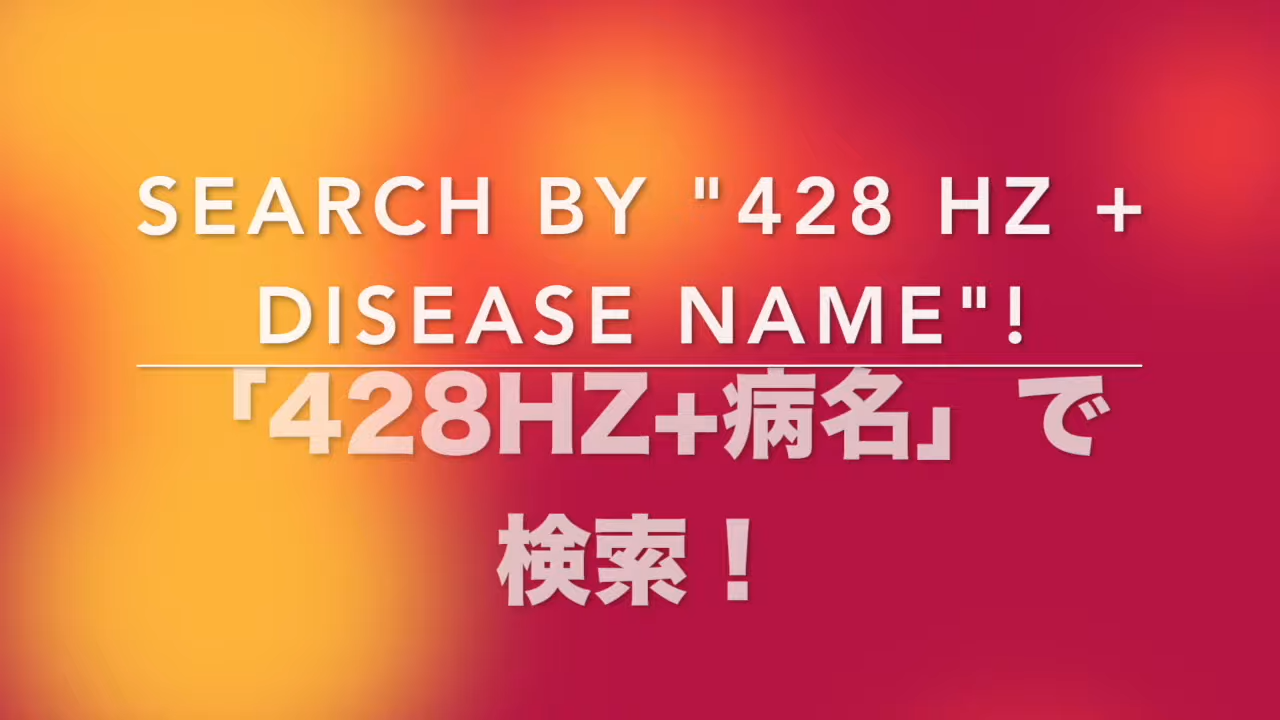 SEARCH BY "428 HZ +
DISEASE NAME"!
「428HZ+病名」で
検索！